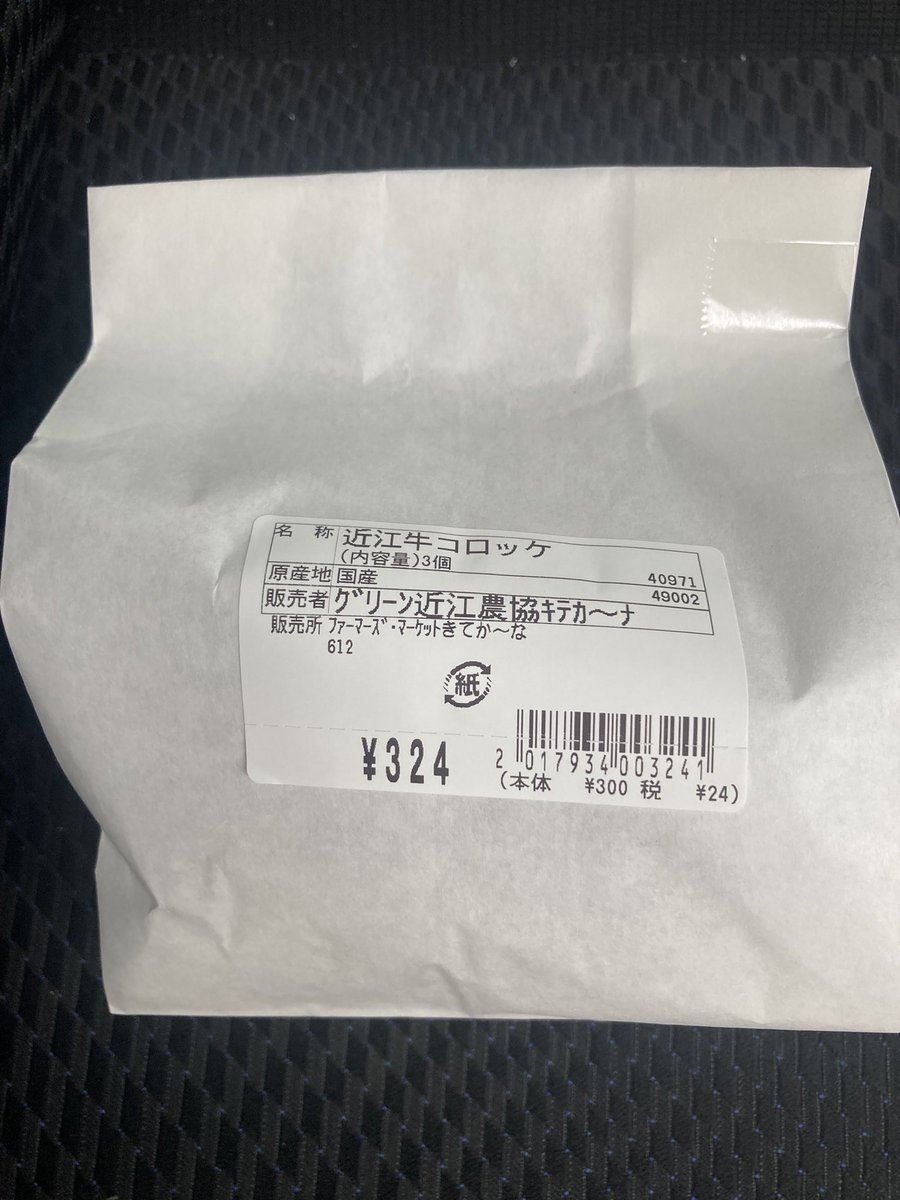 名 称 近江牛コロッケ
(内容量)3個 40971
原産地 国産 49002
販売者 グリーン近江農協キテカ〜ナ
販売所 ファーマーズ・マーケットきてか〜な
612
紙
¥324
2 017934 003241
(本体 ¥300 税 ¥24)